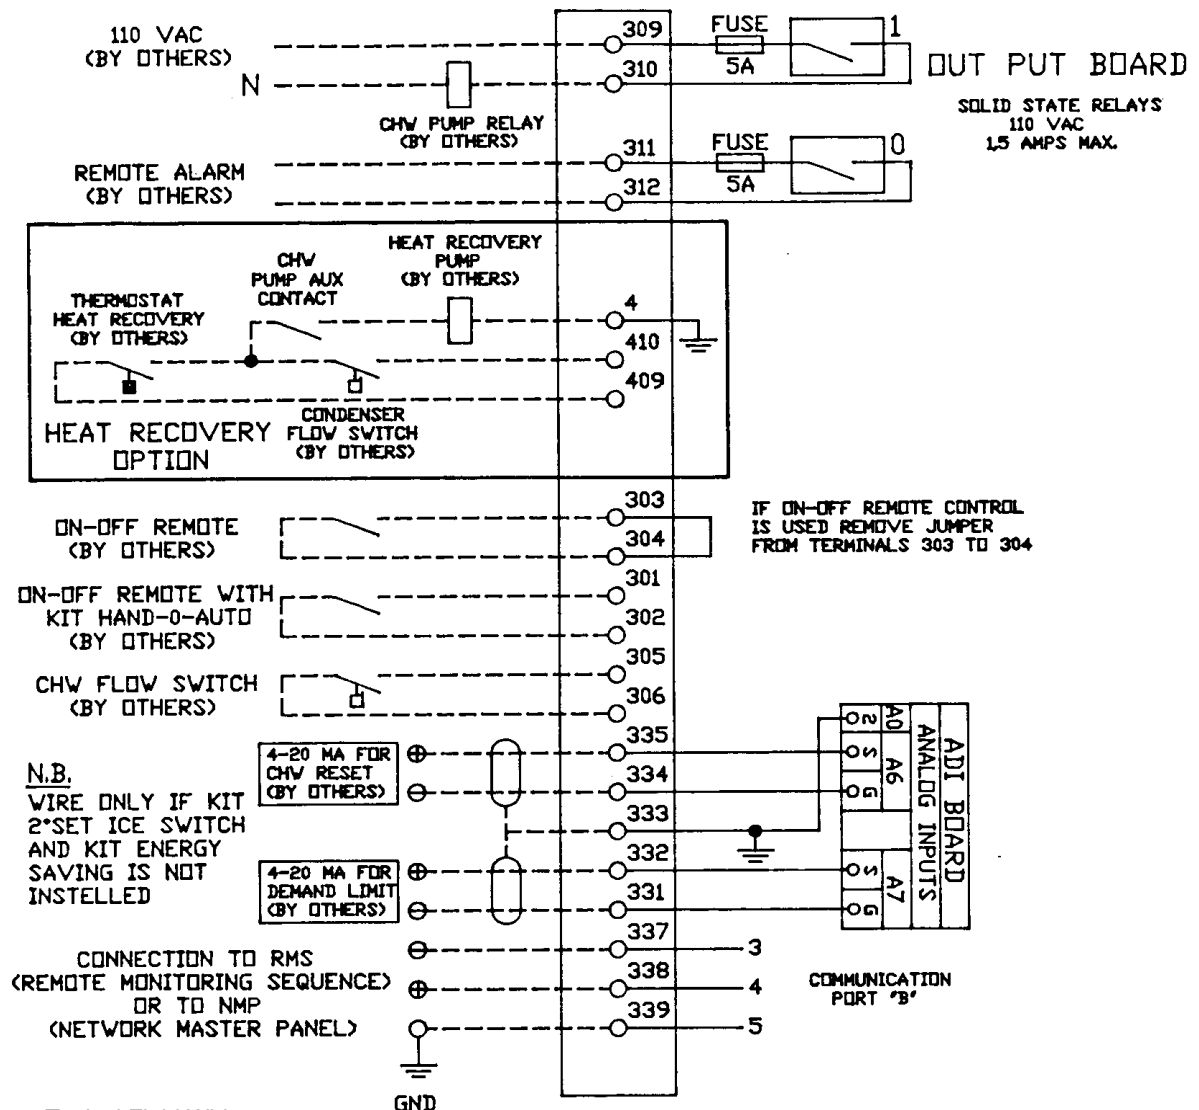 110 VAC
(BY OTHERS)
N
CHW PUMP RELAY
(BY OTHERS)
309
310
FUSE
5A
1
OUT PUT BOARD
SOLID STATE RELAYS
110 VAC
1,5 AMPS MAX.
REMOTE ALARM
(BY OTHERS)
311
312
FUSE
5A
0
HEAT RECOVERY
PUMP
(BY OTHERS)
CHW
PUMP AUX
CONTACT
THERMOSTAT
HEAT RECOVERY
(BY OTHERS)
4
410
409
CONDENSER
FLOW SWITCH
(BY OTHERS)
HEAT RECOVERY
OPTION
ON-OFF REMOTE
(BY OTHERS)
303
304
IF ON-OFF REMOTE CONTROL
IS USED REMOVE JUMPER
FROM TERMINALS 303 TO 304
ON-OFF REMOTE WITH
KIT HAND-0-AUTO
(BY OTHERS)
301
302
CHW FLOW SWITCH
(BY OTHERS)
305
306
N.B.
WIRE ONLY IF KIT
2°SET ICE SWITCH
AND KIT ENERGY
SAVING IS NOT
INSTELLED
4-20 MA FOR
CHW RESET
(BY OTHERS)
335
334
333
4-20 MA FOR
DEMAND LIMIT
(BY OTHERS)
332
331
2
A0
S
A6
G
S
A7
G
ANALOG INPUTS
ADI BOARD
CONNECTION TO RMS
(REMOTE MONITORING SEQUENCE)
OR TO NMP
(NETWORK MASTER PANEL)
337
338
339
3
4
5
COMMUNICATION
PORT "B"
GND